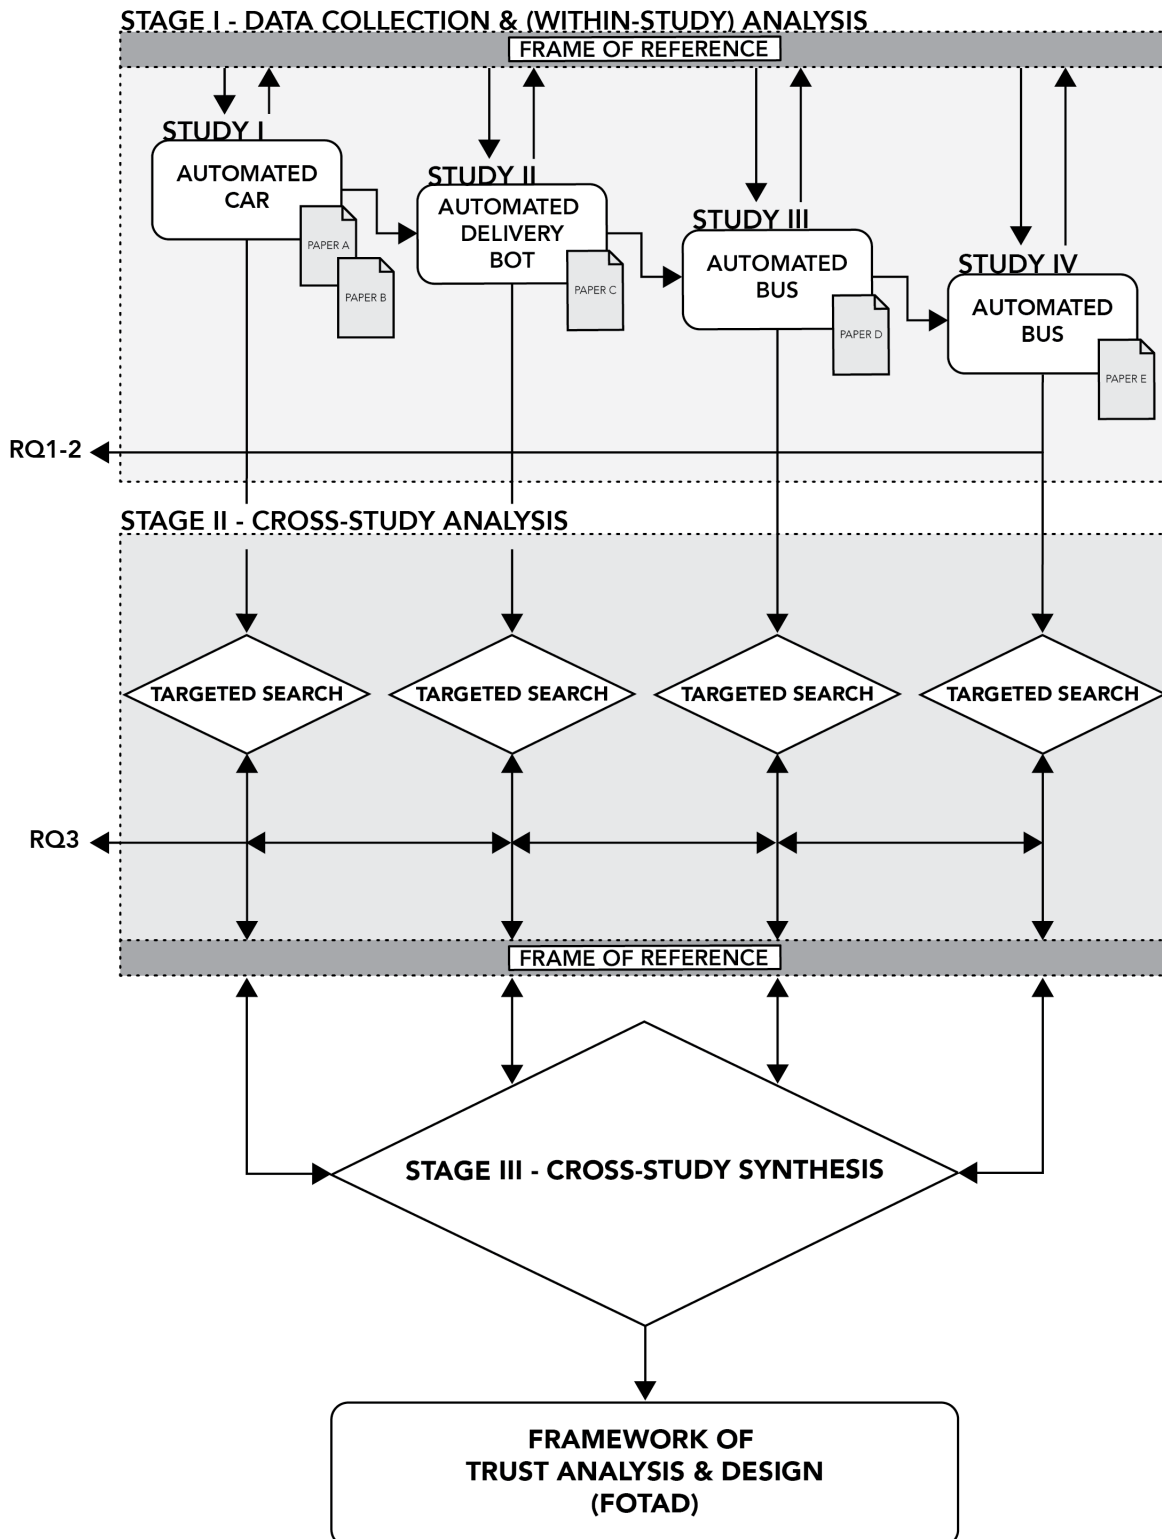 STAGE I - DATA COLLECTION & (WITHIN-STUDY) ANALYSIS
FRAME OF REFERENCE
STUDY I
AUTOMATED
CAR
PAPER A
PAPER B
STUDY II
AUTOMATED
DELIVERY
BOT
PAPER C
STUDY III
AUTOMATED
BUS
PAPER D
STUDY IV
AUTOMATED
BUS
PAPER E
RQ1-2
STAGE II - CROSS-STUDY ANALYSIS
TARGETED SEARCH
TARGETED SEARCH
TARGETED SEARCH
TARGETED SEARCH
RQ3
FRAME OF REFERENCE
STAGE III - CROSS-STUDY SYNTHESIS
FRAMEWORK OF
TRUST ANALYSIS & DESIGN
(FOTAD)